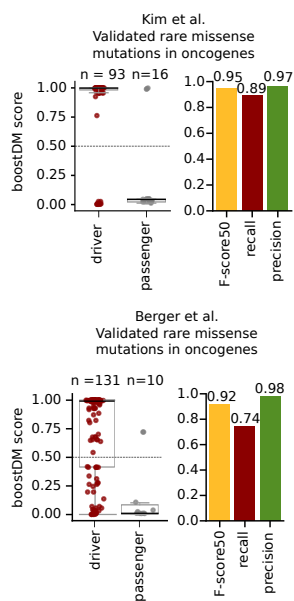 Kim et al.
Validated rare missense
mutations in oncogenes
n = 93 n=16
boostDM score
1.00
0.75
0.50
0.25
0.00
driver
passenger
1.0
0.8
0.6
0.4
0.2
0.0
0.95
0.89
0.97
F-score50
recall
precision
Berger et al.
Validated rare missense
mutations in oncogenes
n =131 n=10
boostDM score
1.00
0.75
0.50
0.25
0.00
driver
passenger
1.0
0.8
0.6
0.4
0.2
0.0
0.92
0.74
0.98
F-score50
recall
precision